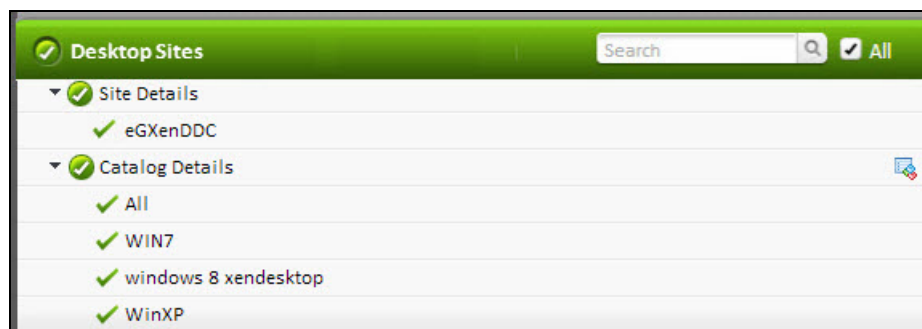 Desktop Sites Search All
Site Details
eGXenDDC
Catalog Details
All
WIN7
windows 8 xendesktop
WinXP